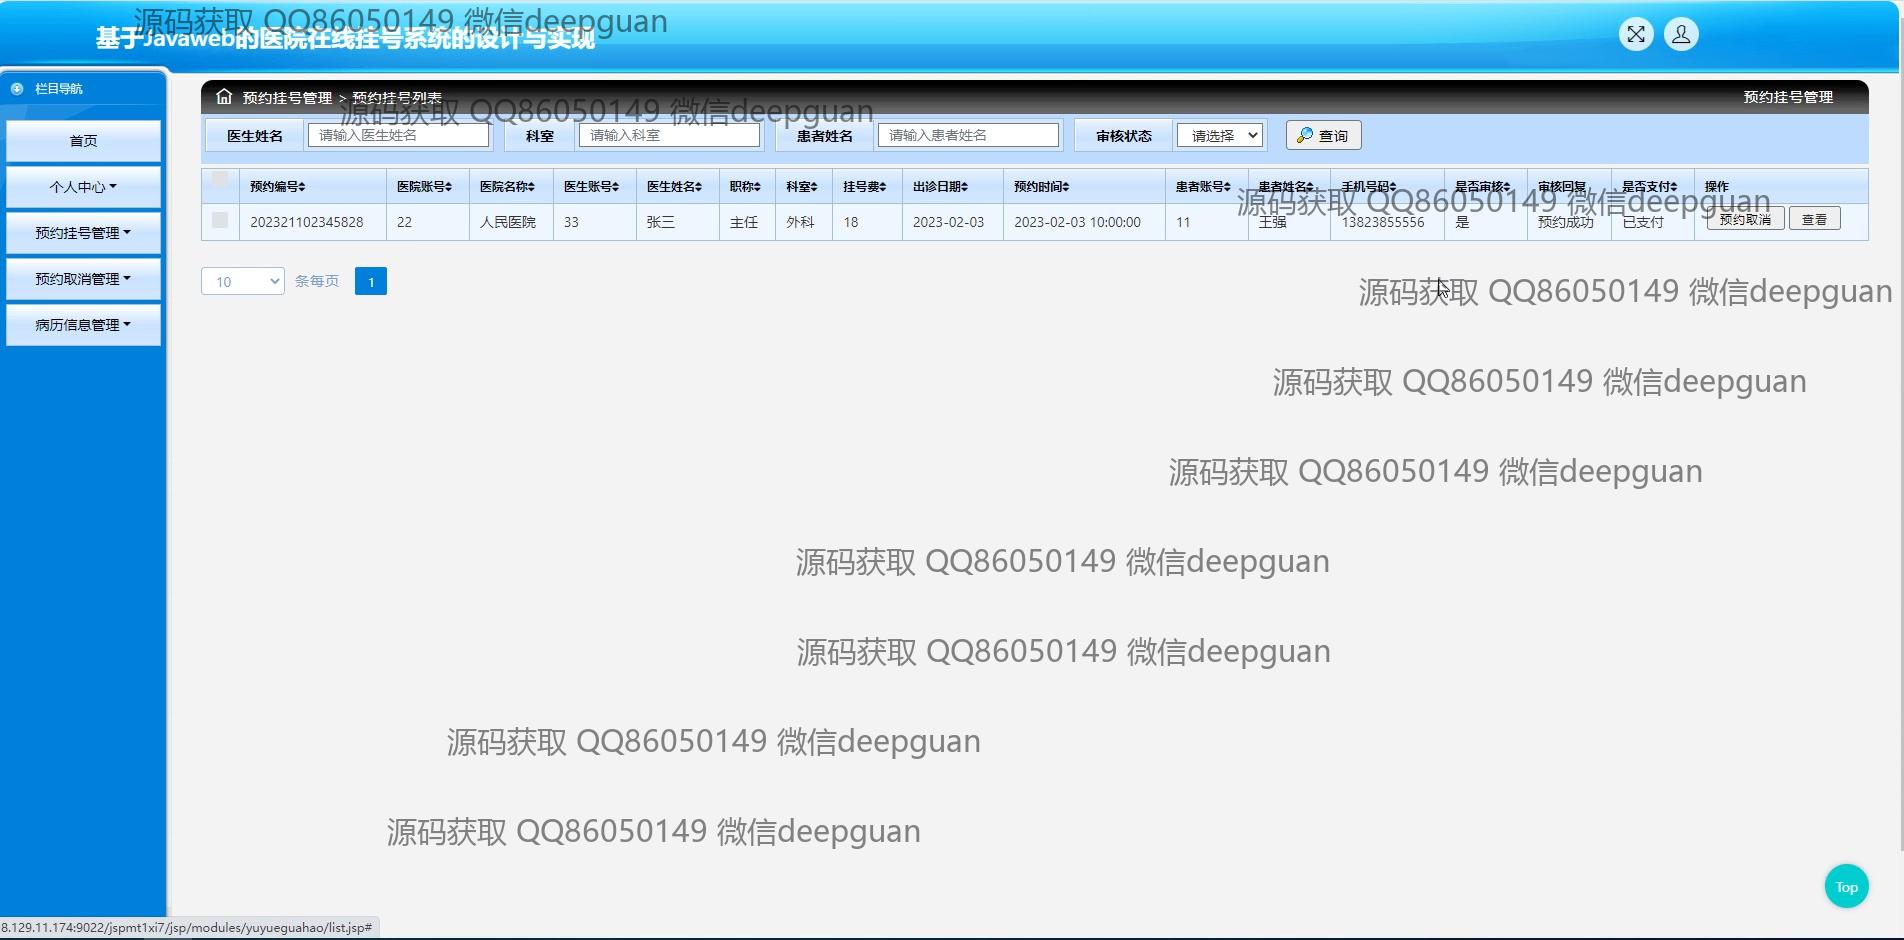 源码获取 QQ86050149 微信deepguan
基于Javaweb的医院在线挂号系统的设计与实现
栏目导航
首页
个人中心
预约挂号管理
预约取消管理
病历信息管理
预约挂号管理 > 预约挂号列表
预约挂号管理
源码获取 QQ86050149 微信deepguan
医生姓名 请输入医生姓名 科室 请输入科室 患者姓名 请输入患者姓名 审核状态 请选择 查询
预约编号 医院账号 医院名称 医生账号 医生姓名 职称 科室 挂号费 出诊日期 预约时间 患者账号 患者姓名 手机号码 是否审核 审核回复 是否支付 操作
源码获取 QQ86050149 微信deepguan
202321102345828 22 人民医院 33 张三 主任 外科 18 2023-02-03 2023-02-03 10:00:00 11 王强 13823855556 是 预约成功 已支付 预约取消 查看
10 条每页 1
源码获取 QQ86050149 微信deepguan
源码获取 QQ86050149 微信deepguan
源码获取 QQ86050149 微信deepguan
源码获取 QQ86050149 微信deepguan
源码获取 QQ86050149 微信deepguan
源码获取 QQ86050149 微信deepguan
源码获取 QQ86050149 微信deepguan
Top
8.129.11.174:9022/jspmt1xi7/jsp/modules/yuyueguahao/list.jsp#